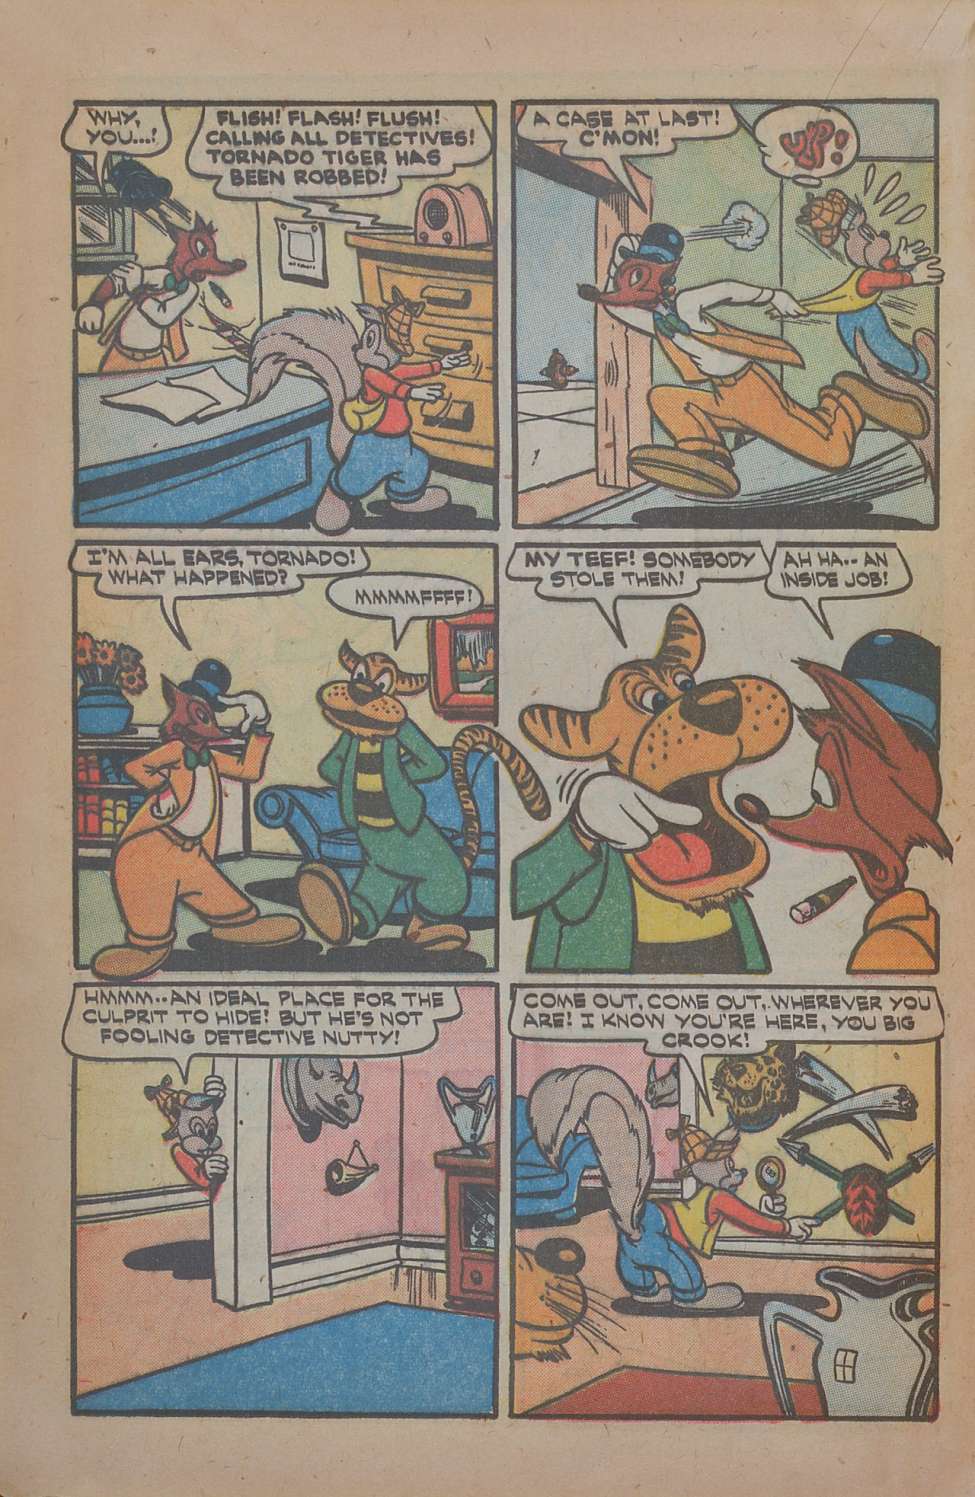 WHY,
YOU...!
FLISH! FLASH! FLUSH!
CALLING ALL DETECTIVES!
TORNADO TIGER HAS
BEEN ROBBED!
A CASE AT LAST!
C'MON!
YIP!
I'M ALL EARS, TORNADO!
WHAT HAPPENED?
MMMMFFFF!
MY TEEF! SOMEBODY
STOLE THEM!
AH HA-- AN
INSIDE JOB!
HMMM--AN IDEAL PLACE FOR THE
CULPRIT TO HIDE! BUT HE'S NOT
FOOLING DETECTIVE NUTTY!
COME OUT, COME OUT, WHEREVER YOU
ARE! I KNOW YOU'RE HERE, YOU BIG
CROOK!